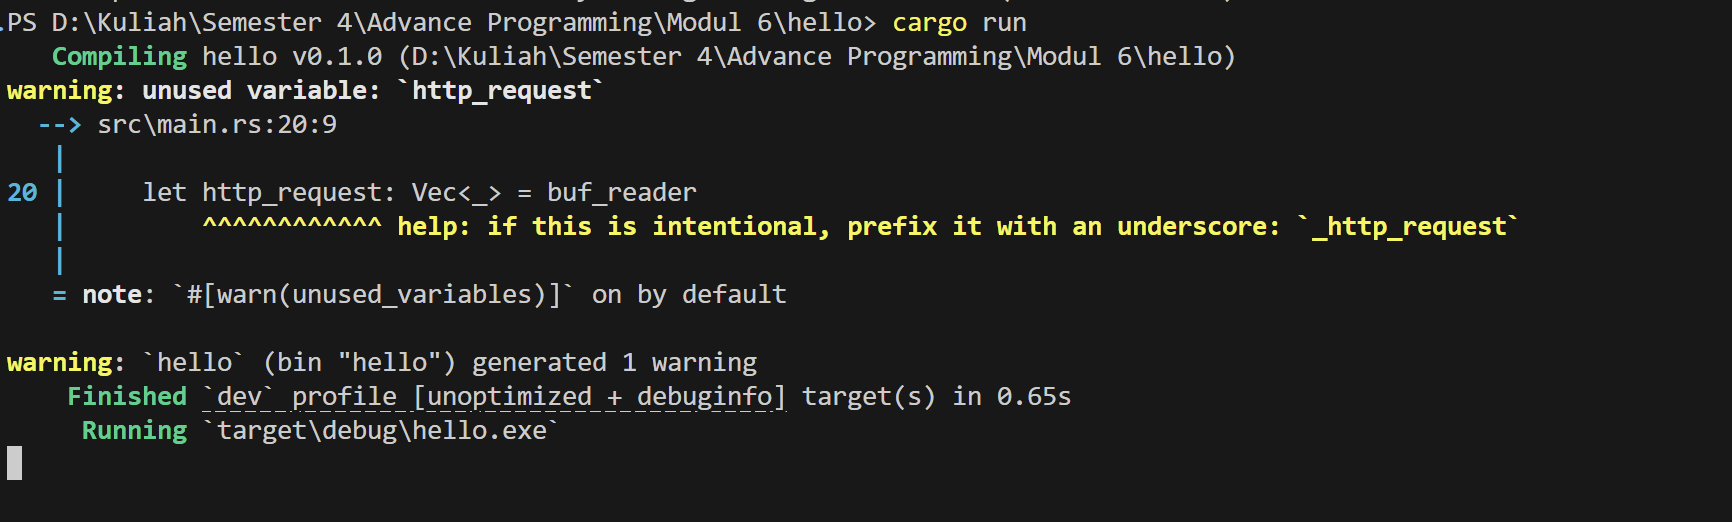 .PS D:\Kuliah\Semester 4\Advance Programming\Modul 6\hello> cargo run
Compiling hello v0.1.0 (D:\Kuliah\Semester 4\Advance Programming\Modul 6\hello)
warning: unused variable: `http_request`
--> src\main.rs:20:9
|
20 | let http_request: Vec<_> = buf_reader
| ^^^^^^^^^^^^ help: if this is intentional, prefix it with an underscore: `_http_request`
|
= note: `#[warn(unused_variables)]` on by default
warning: `hello` (bin "hello") generated 1 warning
Finished `dev` profile [unoptimized + debuginfo] target(s) in 0.65s
Running `target\debug\hello.exe`